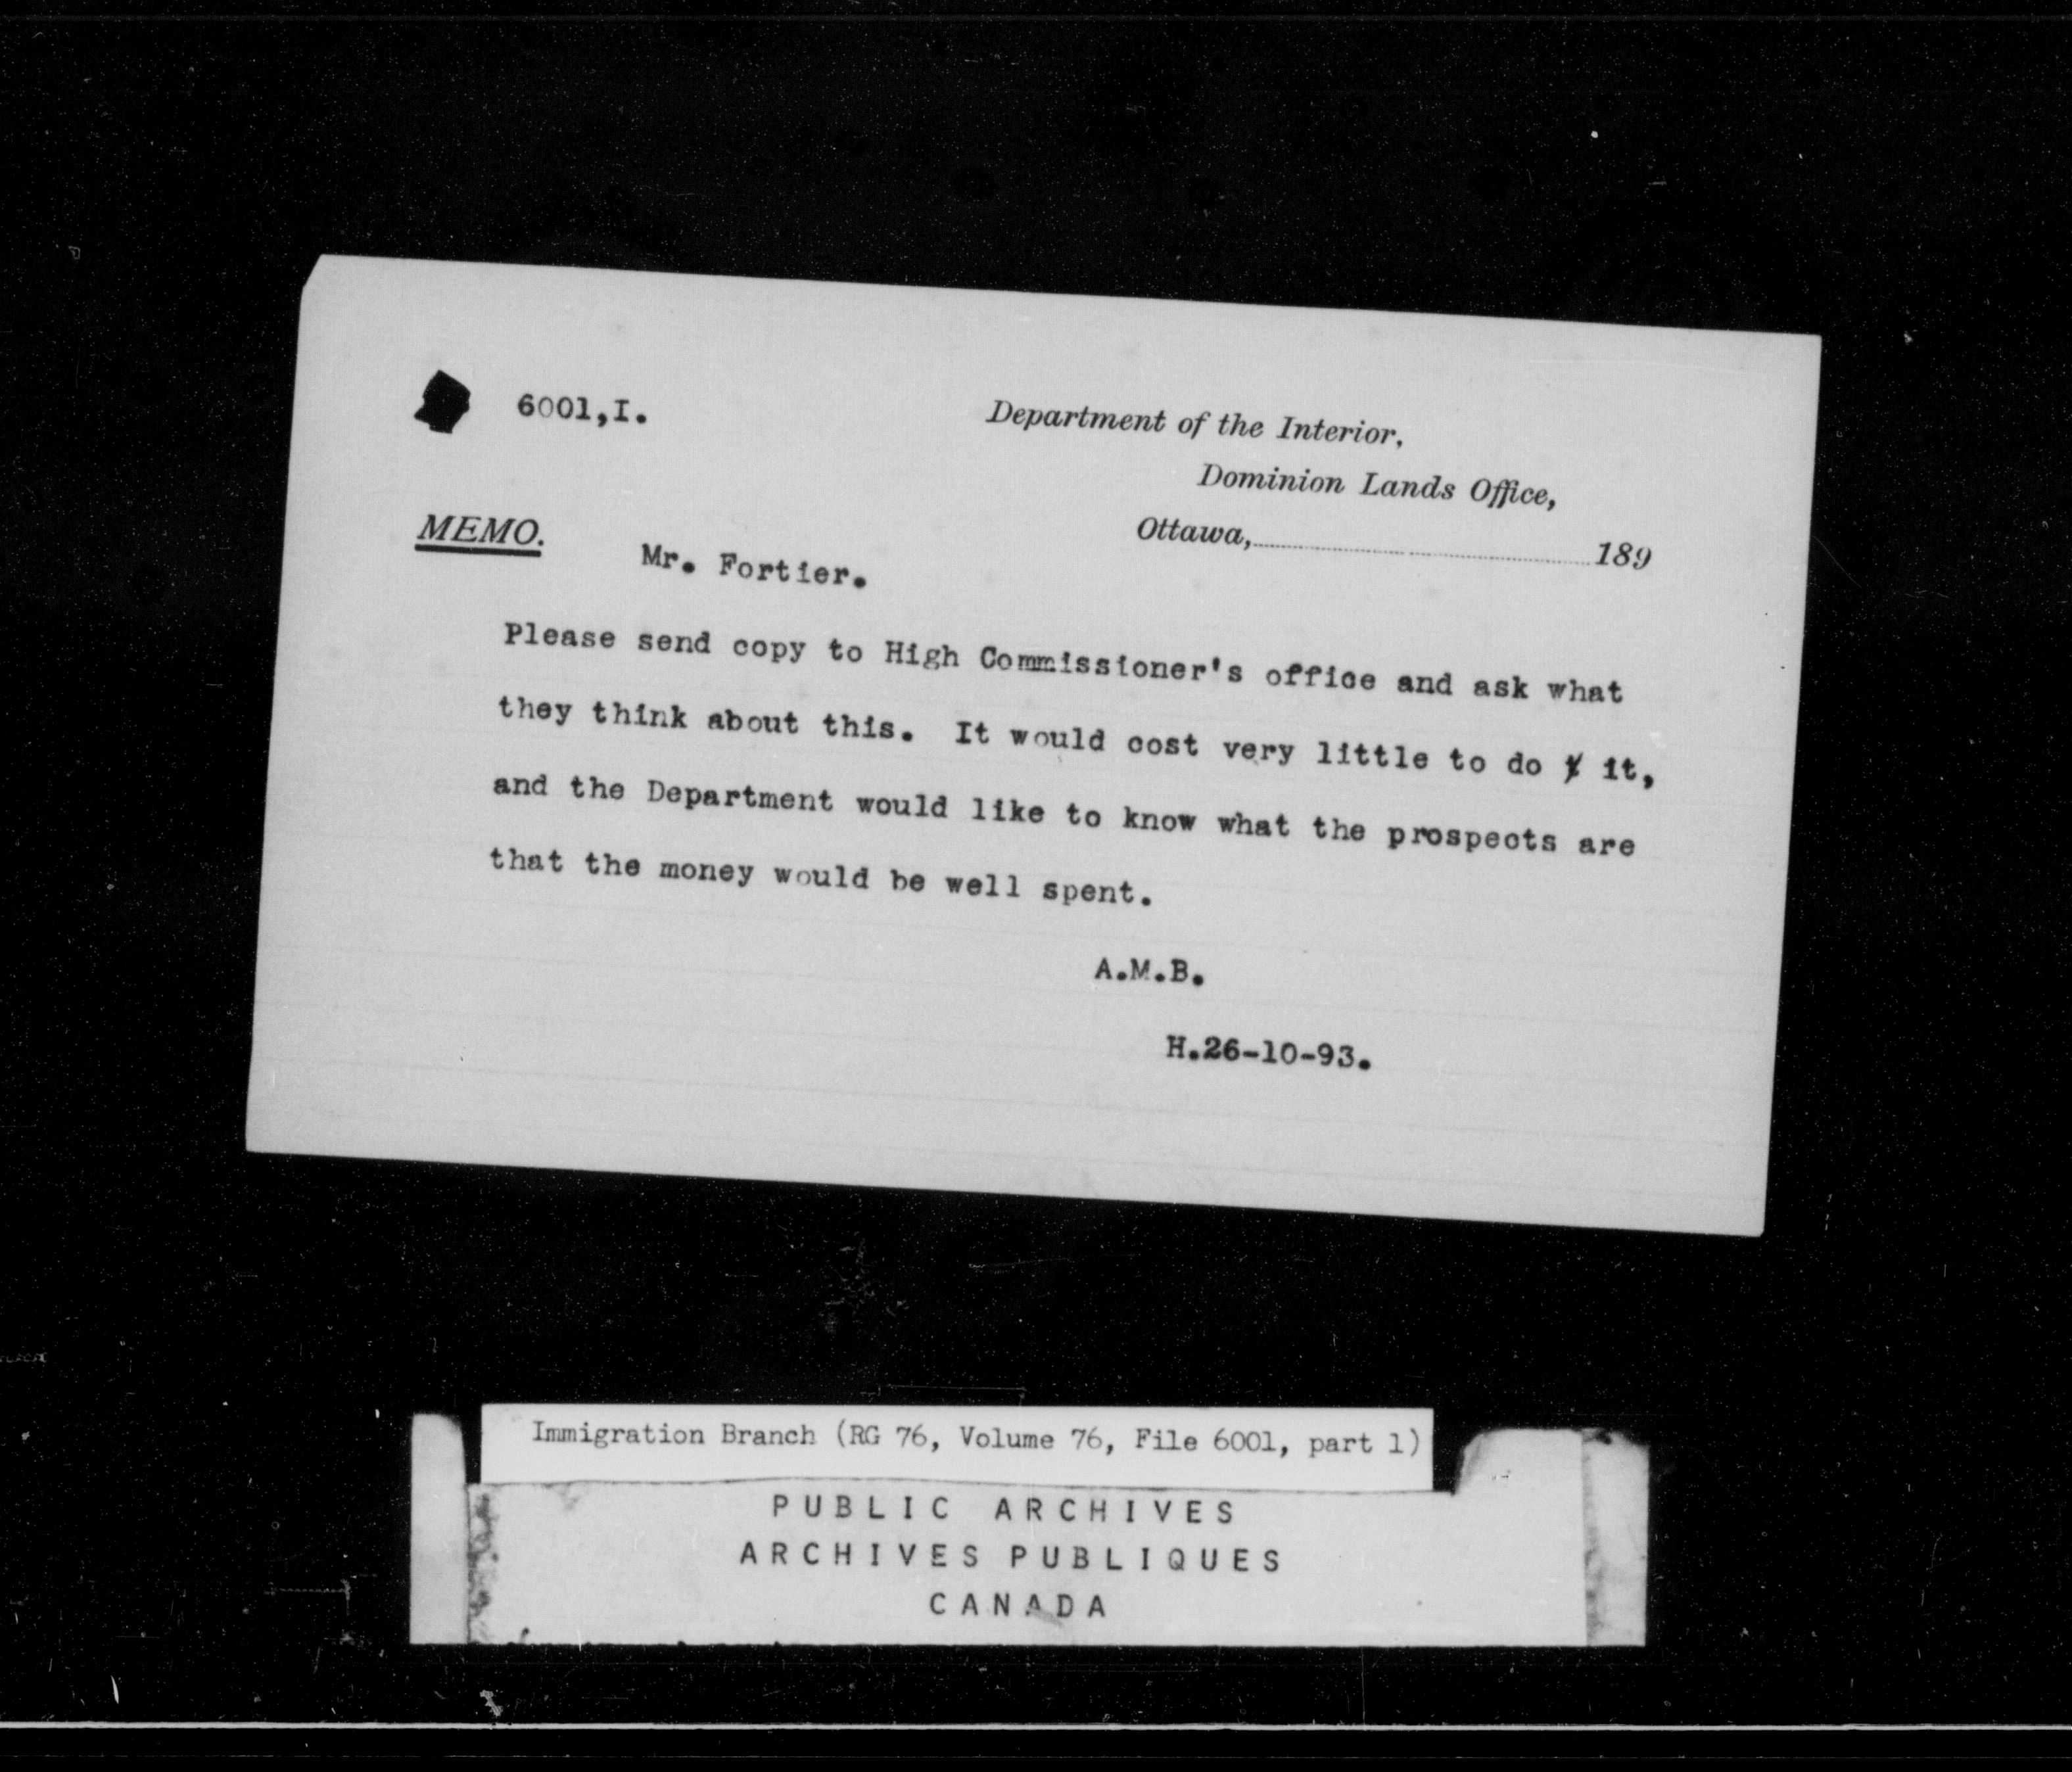 6001,I.
Department of the Interior,
Dominion Lands Office,
Ottawa, 189
MEMO.
Mr. Fortier.
Please send copy to High Commissioner's office and ask what
they think about this. It would cost very little to do it,
and the Department would like to know what the prospects are
that the money would be well spent.
A.M.B.
H.26-10-93.
Immigration Branch (RG 76, Volume 76, File 6001, part 1)
PUBLIC ARCHIVES
ARCHIVES PUBLIQUES
CANADA